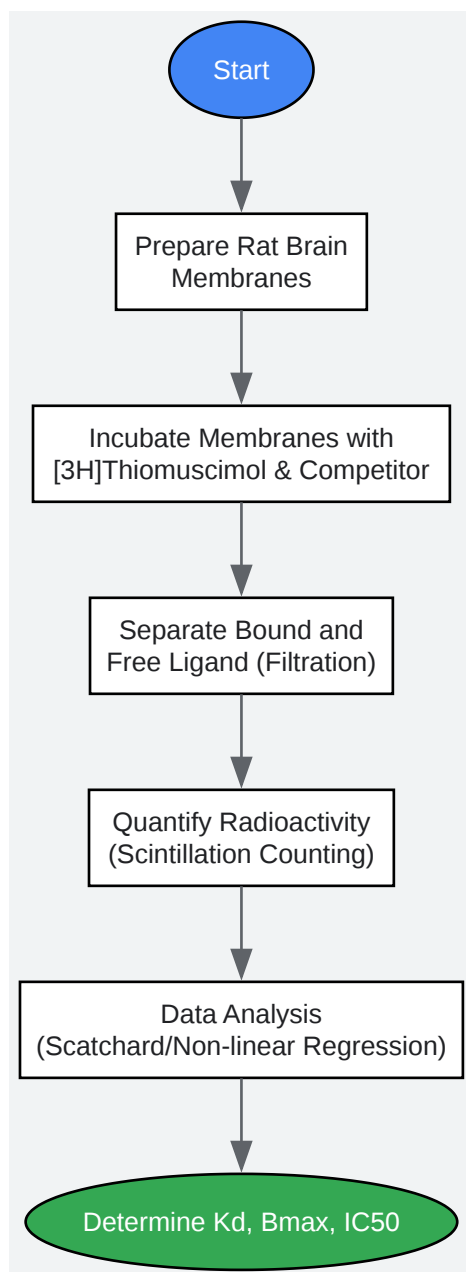 Start
Prepare Rat Brain
Membranes
Incubate Membranes with
[3H]Thiomuscimol & Competitor
Separate Bound and
Free Ligand (Filtration)
Quantify Radioactivity
(Scintillation Counting)
Data Analysis
(Scatchard/Non-linear Regression)
Determine Kd, Bmax, IC50